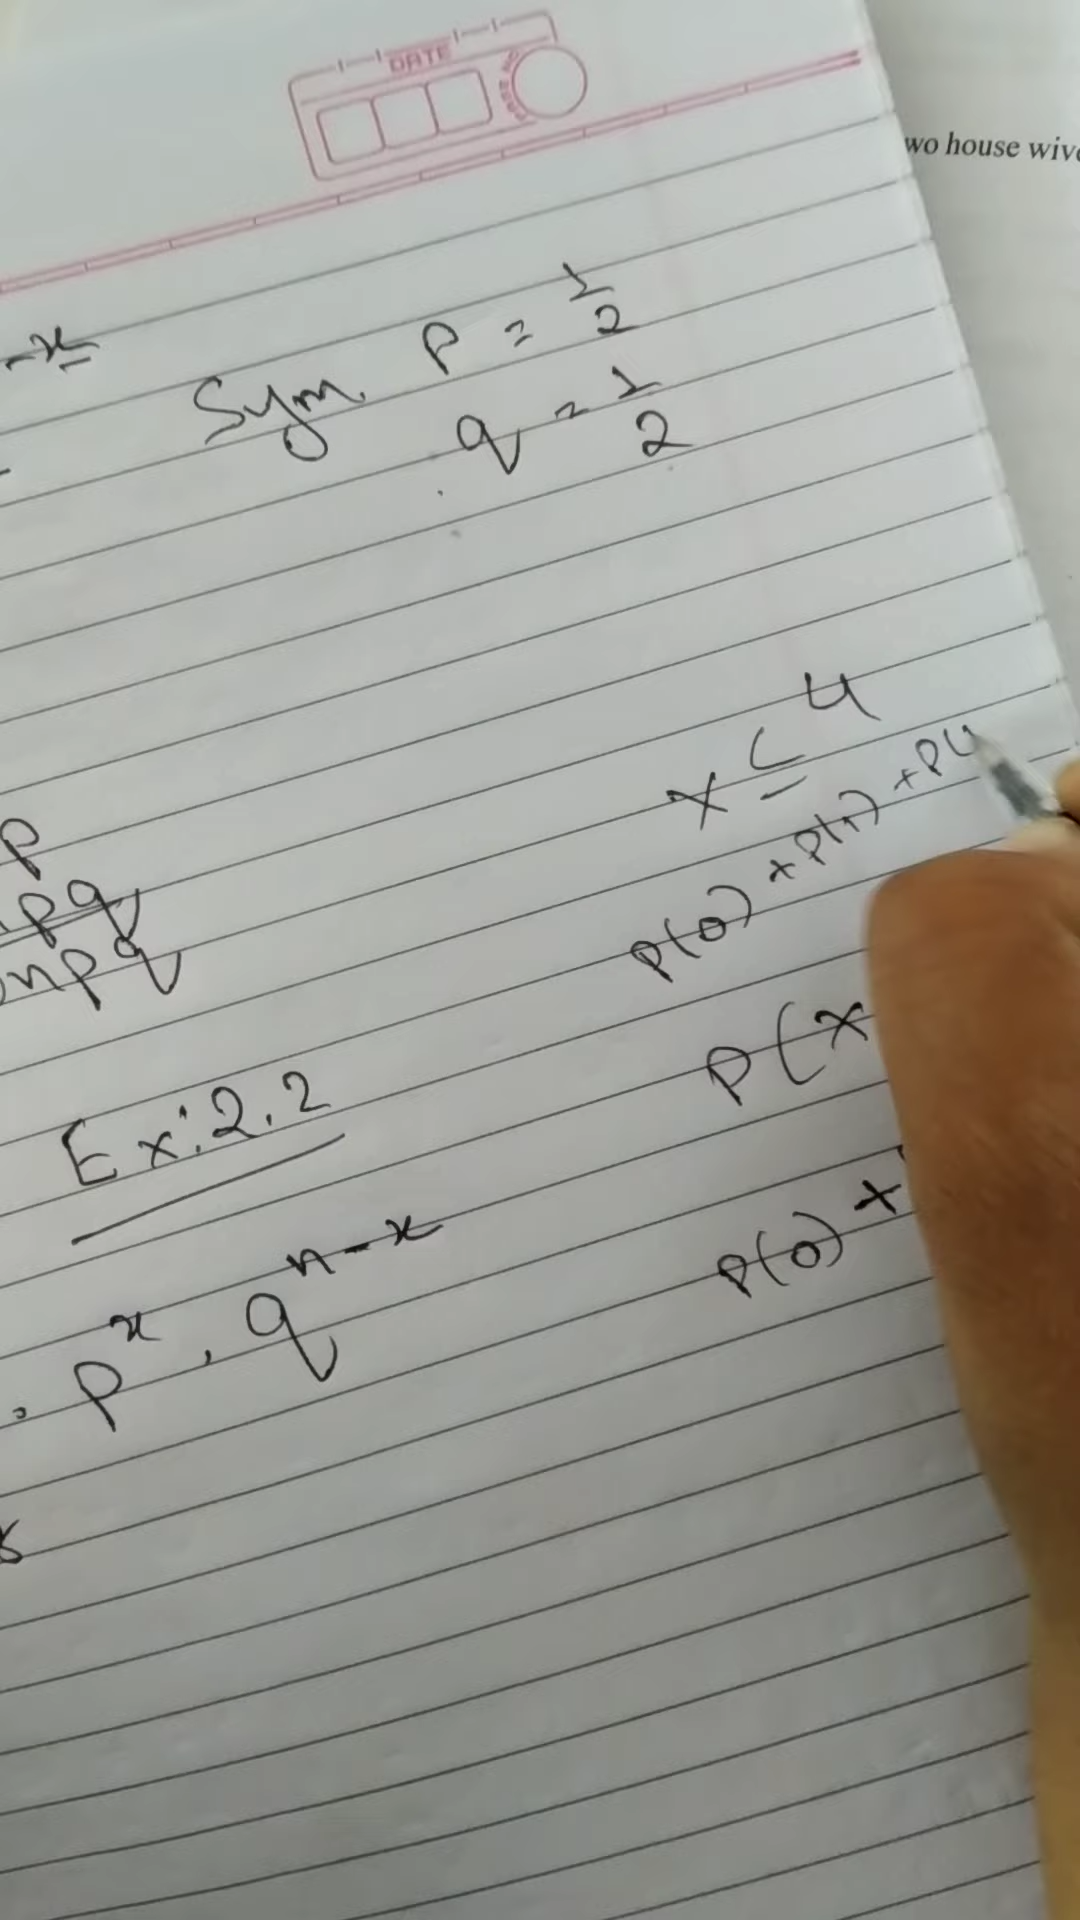 DATE
wo house wive
-x
Sym. p = 1/2
q = 1/2
x ≤ 4
P(0) + P(1) + P(
p
npq
npq
P(x
Ex: 2.2
P(0) +
p^x . q^n-x